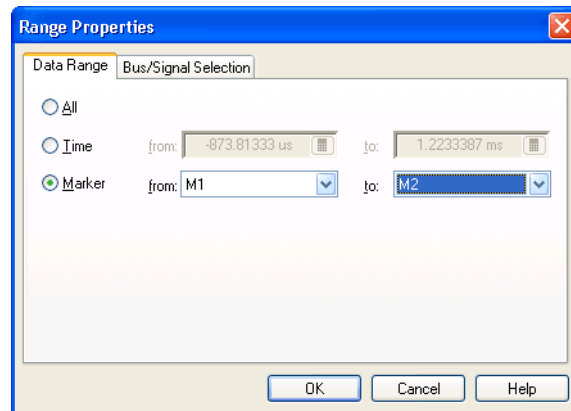 Range Properties
Data Range Bus/Signal Selection
All
Time from: -873.81333 us to: 1.2233387 ms
Marker from: M1 to: M2
OK Cancel Help